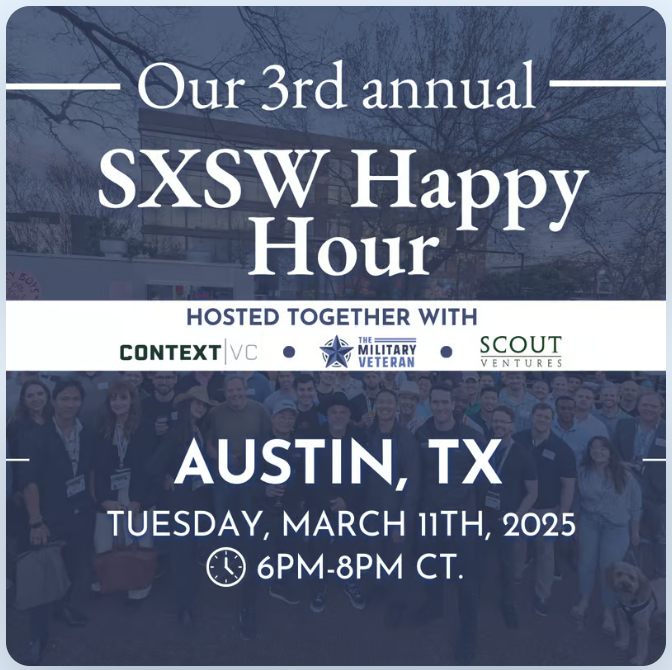 Our 3rd annual
SXSW Happy
Hour
HOSTED TOGETHER WITH
CONTEXT|VC • THE MILITARY VETERAN • SCOUT VENTURES
AUSTIN, TX
TUESDAY, MARCH 11TH, 2025
6PM-8PM CT.